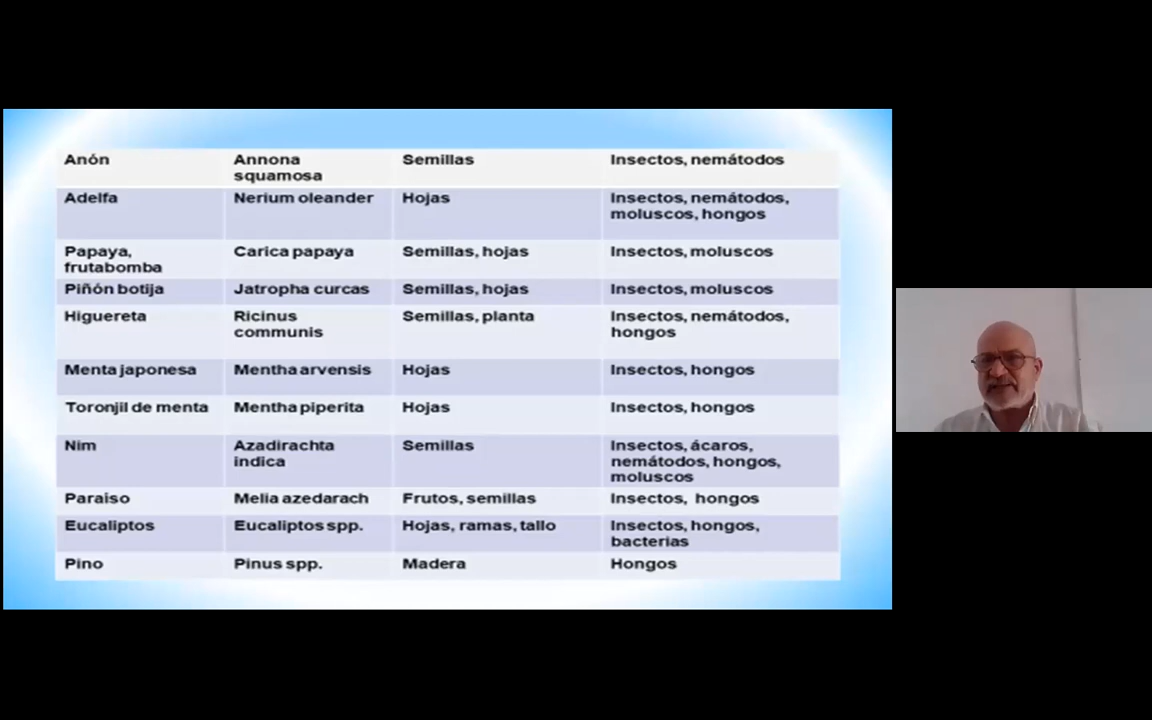 Anón
Annona
squamosa
Semillas
Insectos, nemátodos
Adelfa
Nerium oleander
Hojas
Insectos, nemátodos,
moluscos, hongos
Papaya,
frutabomba
Carica papaya
Semillas, hojas
Insectos, moluscos
Piñón botija
Jatropha curcas
Semillas, hojas
Insectos, moluscos
Higuereta
Ricinus
communis
Semillas, planta
Insectos, nemátodos,
hongos
Menta japonesa
Mentha arvensis
Hojas
Insectos, hongos
Toronjil de menta
Mentha piperita
Hojas
Insectos, hongos
Nim
Azadirachta
indica
Semillas
Insectos, ácaros,
nemátodos, hongos,
moluscos
Paraiso
Melia azedarach
Frutos, semillas
Insectos, hongos
Eucaliptos
Eucaliptos spp.
Hojas, ramas, tallo
Insectos, hongos,
bacterias
Pino
Pinus spp.
Madera
Hongos